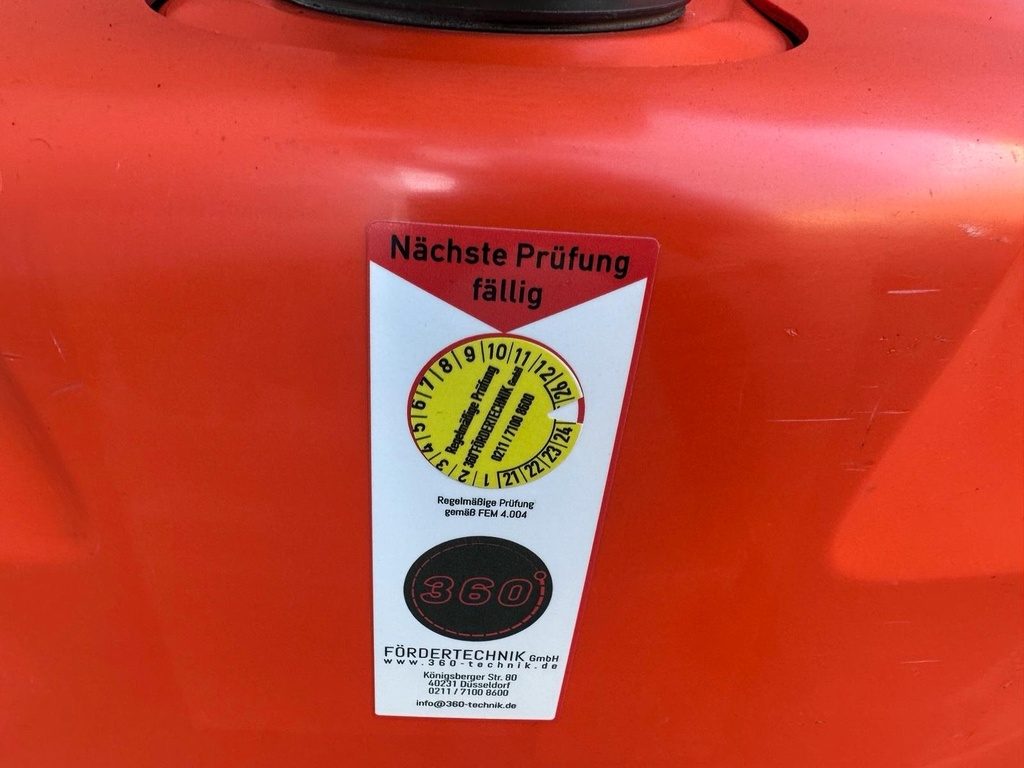 Nächste Prüfung
fällig
1 2 3 4 5 6 7 8 9 10 11 12
21 22 23 24 26
Regelmäßige Prüfung
360° FÖRDERTECHNIK GmbH
0211 / 7100 8600
Regelmäßige Prüfung
gemäß FEM 4.004
360°
FÖRDERTECHNIK GmbH
www.360-technik.de
Königsberger Str. 80
40231 Düsseldorf
0211 / 7100 8600
info@360-technik.de